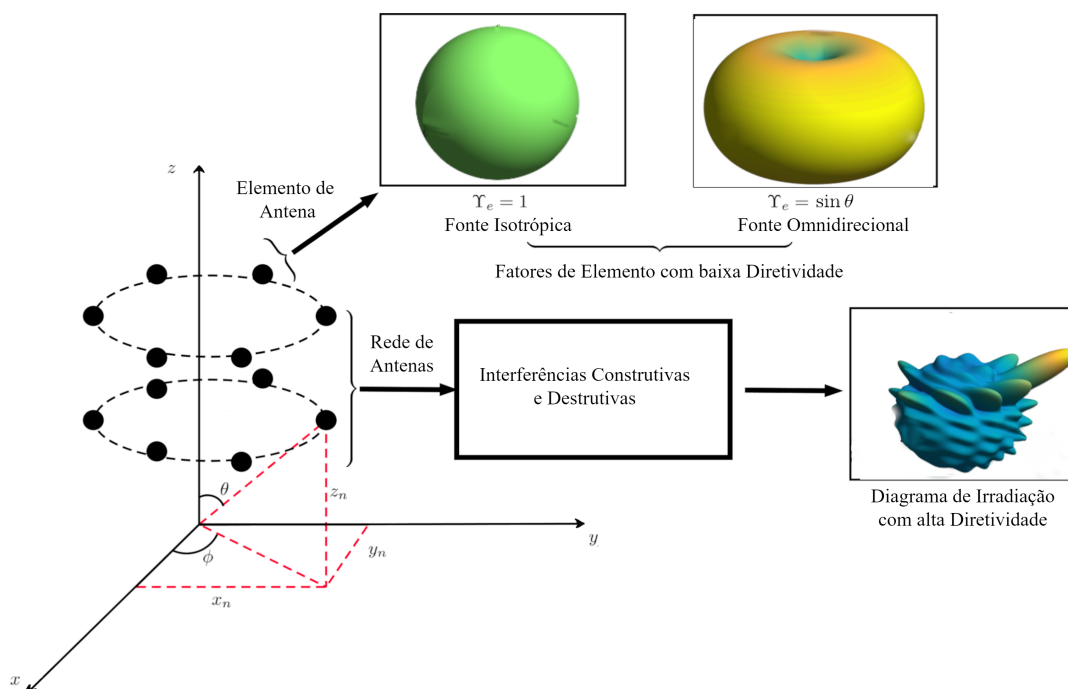 z
Elemento de
Antena
ϒ_e = 1
Fonte Isotrópica
ϒ_e = sin θ
Fonte Omnidirecional
Fatores de Elemento com baixa Diretividade
Rede de
Antenas
Interferências Construtivas
e Destrutivas
Diagrama de Irradiação
com alta Diretividade
θ
z_n
ϕ
y_n
y
x_n
x